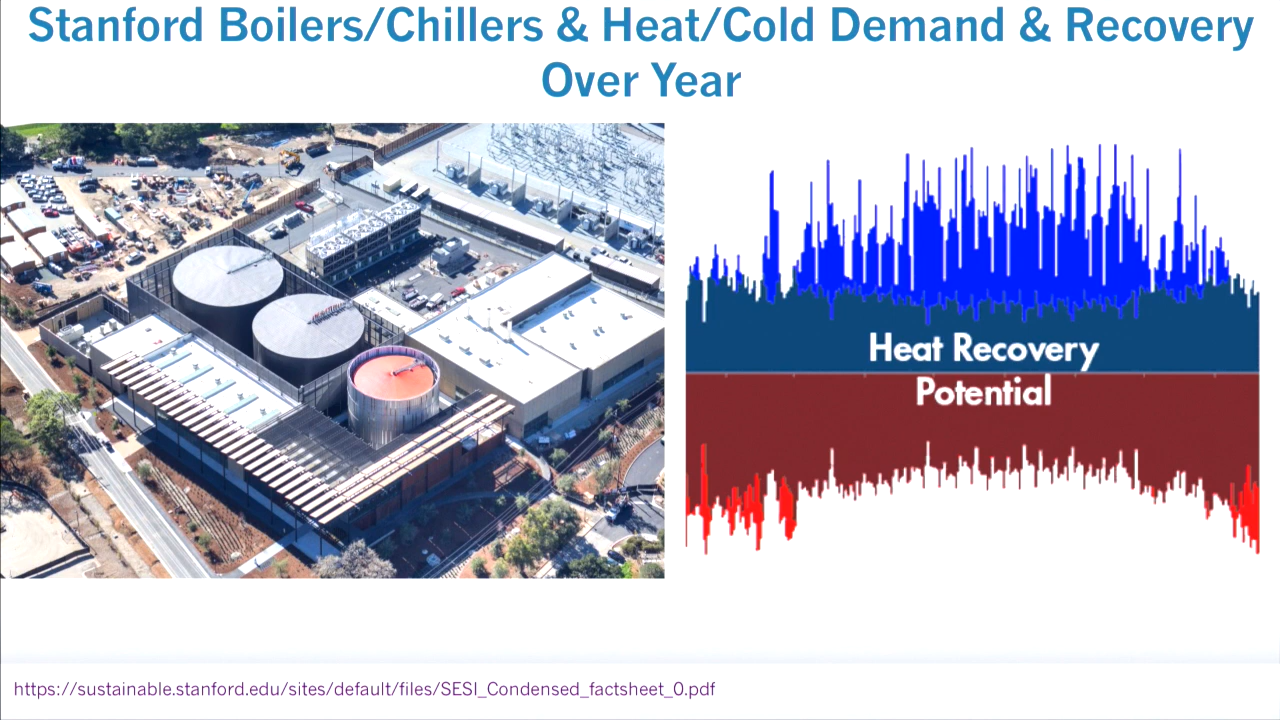 Stanford Boilers/Chillers & Heat/Cold Demand & Recovery
Over Year
Heat Recovery
Potential
https://sustainable.stanford.edu/sites/default/files/SESI_Condensed_factsheet_0.pdf